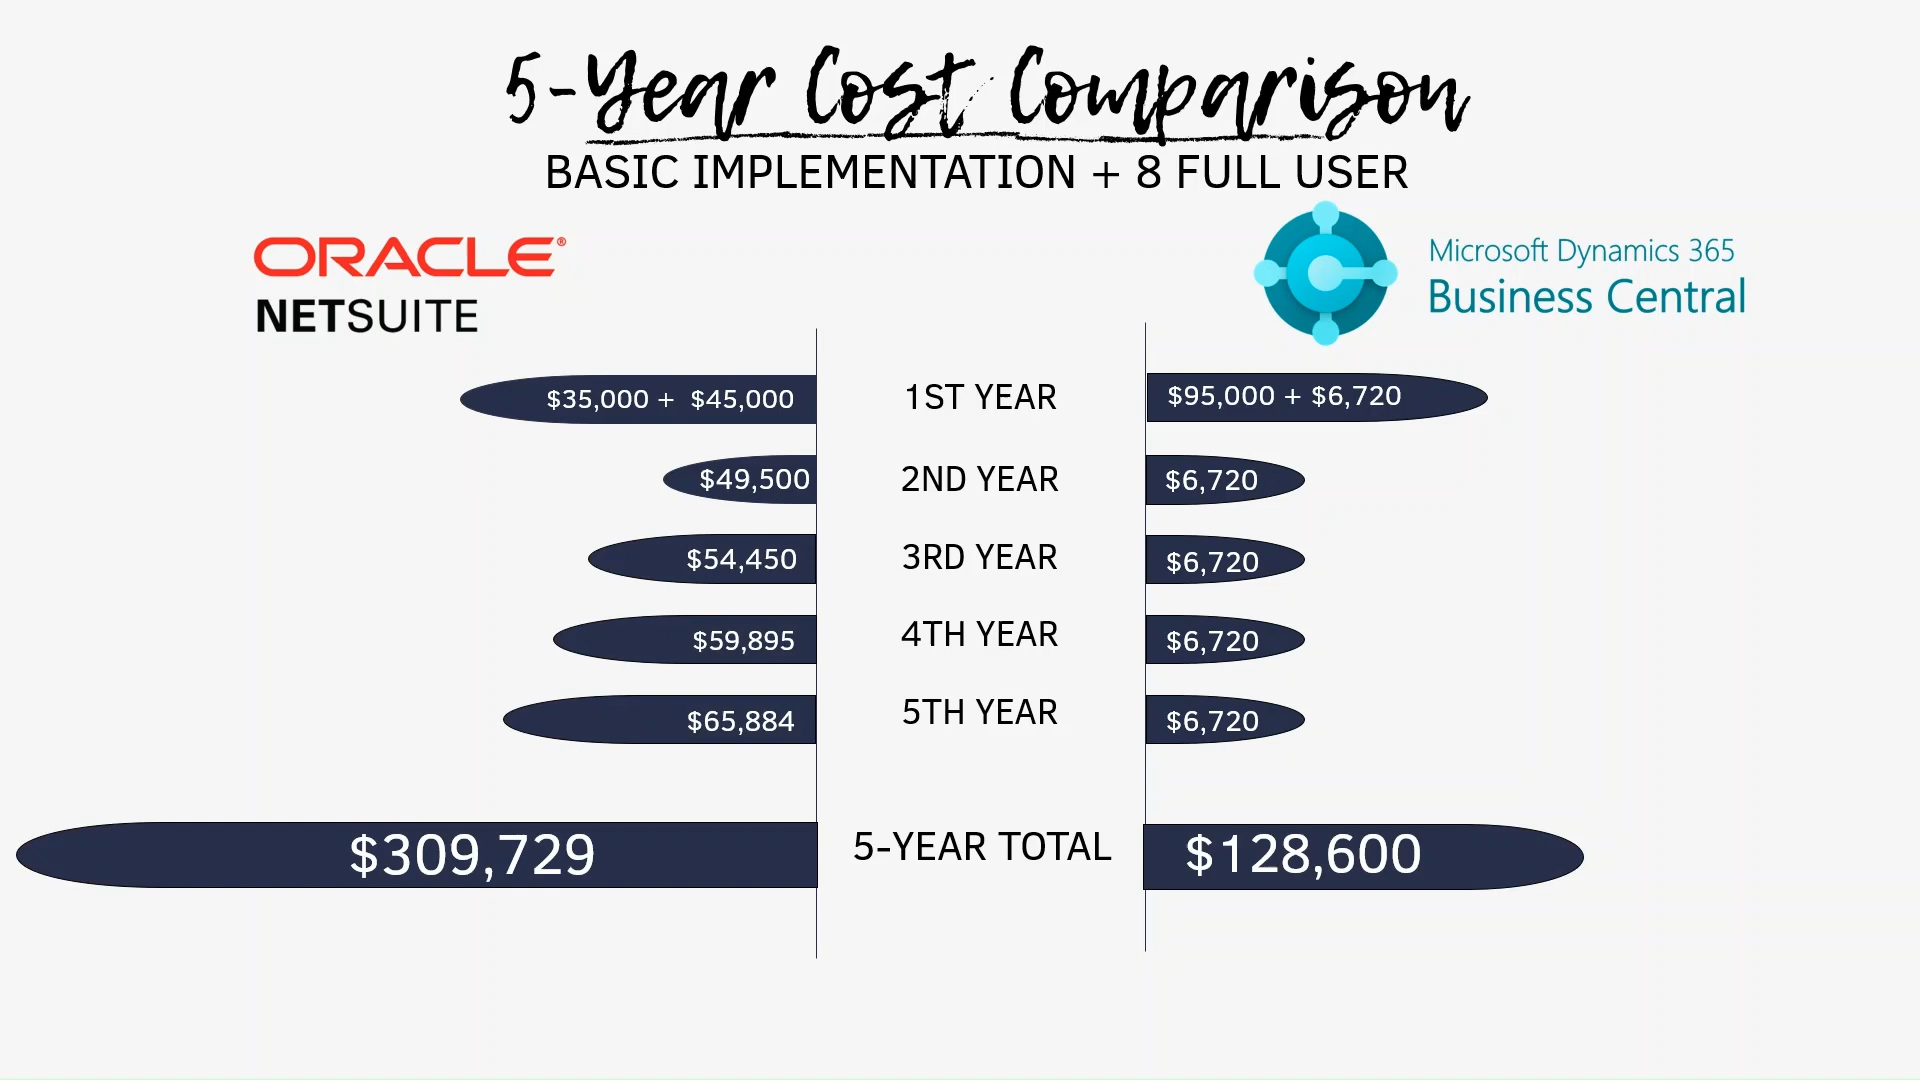 5-Year Cost Comparison
BASIC IMPLEMENTATION + 8 FULL USER
ORACLE®
NETSUITE
Microsoft Dynamics 365
Business Central
$35,000 + $45,000
1ST YEAR
$95,000 + $6,720
$49,500
2ND YEAR
$6,720
$54,450
3RD YEAR
$6,720
$59,895
4TH YEAR
$6,720
$65,884
5TH YEAR
$6,720
$309,729
5-YEAR TOTAL
$128,600